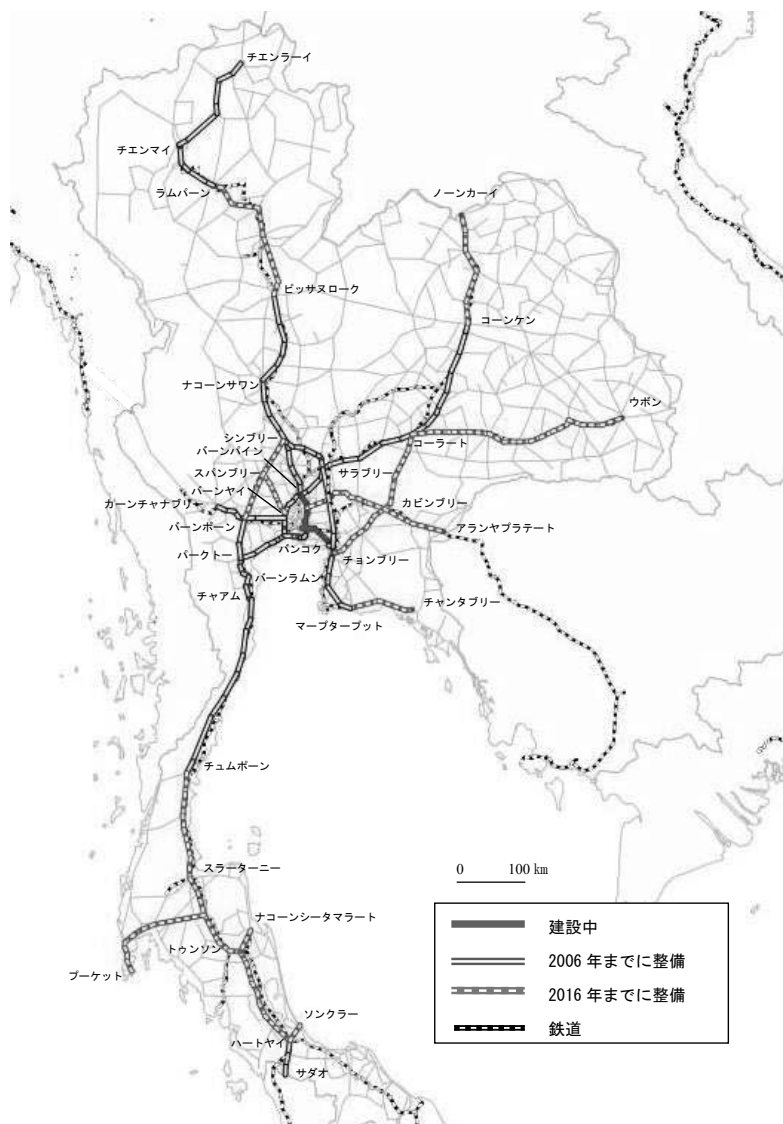 チエンラーイ
チエンマイ
ラムパーン
ノーンカーイ
ピッサヌローク
コーンケン
ナコーンサワン
ウボン
シンブリー
コーラート
バーンパイン
サラブリー
スパンブリー
バーンヤイ
カーンチャナブリー
カビンブリー
バーンポーン
アランヤプラテート
バンコク
チョンブリー
パークトー
バーンラムン
チャアム
チャンタブリー
マープタープット
チュムポーン
スラーターニー
0 100 km
ナコーンシータマラート
建設中
トゥンソン
2006 年までに整備
プーケット
2016 年までに整備
ソンクラー
鉄道
ハートヤイ
サダオ